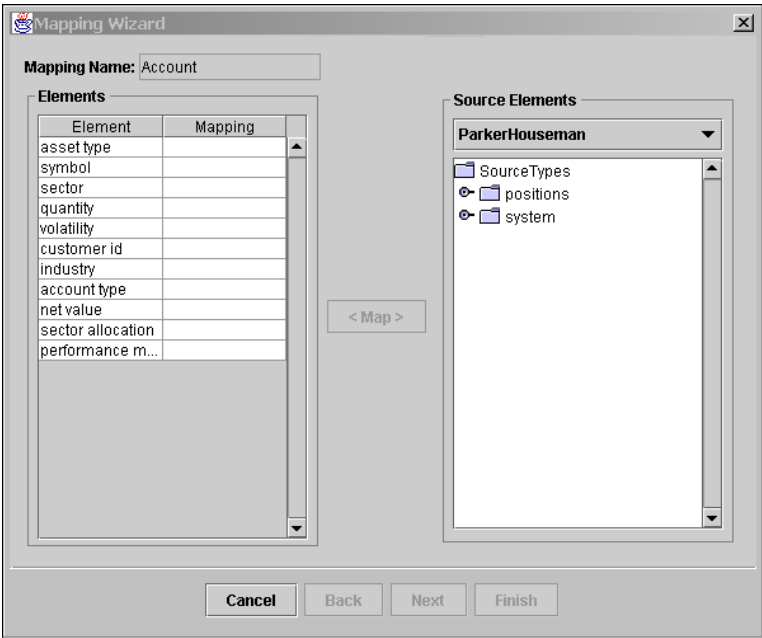 Mapping Wizard
Mapping Name: Account
Elements
Element Mapping
asset type
symbol
sector
quantity
volatility
customer id
industry
account type
net value
sector allocation
performance m...
< Map >
Source Elements
ParkerHouseman
SourceTypes
positions
system
Cancel Back Next Finish